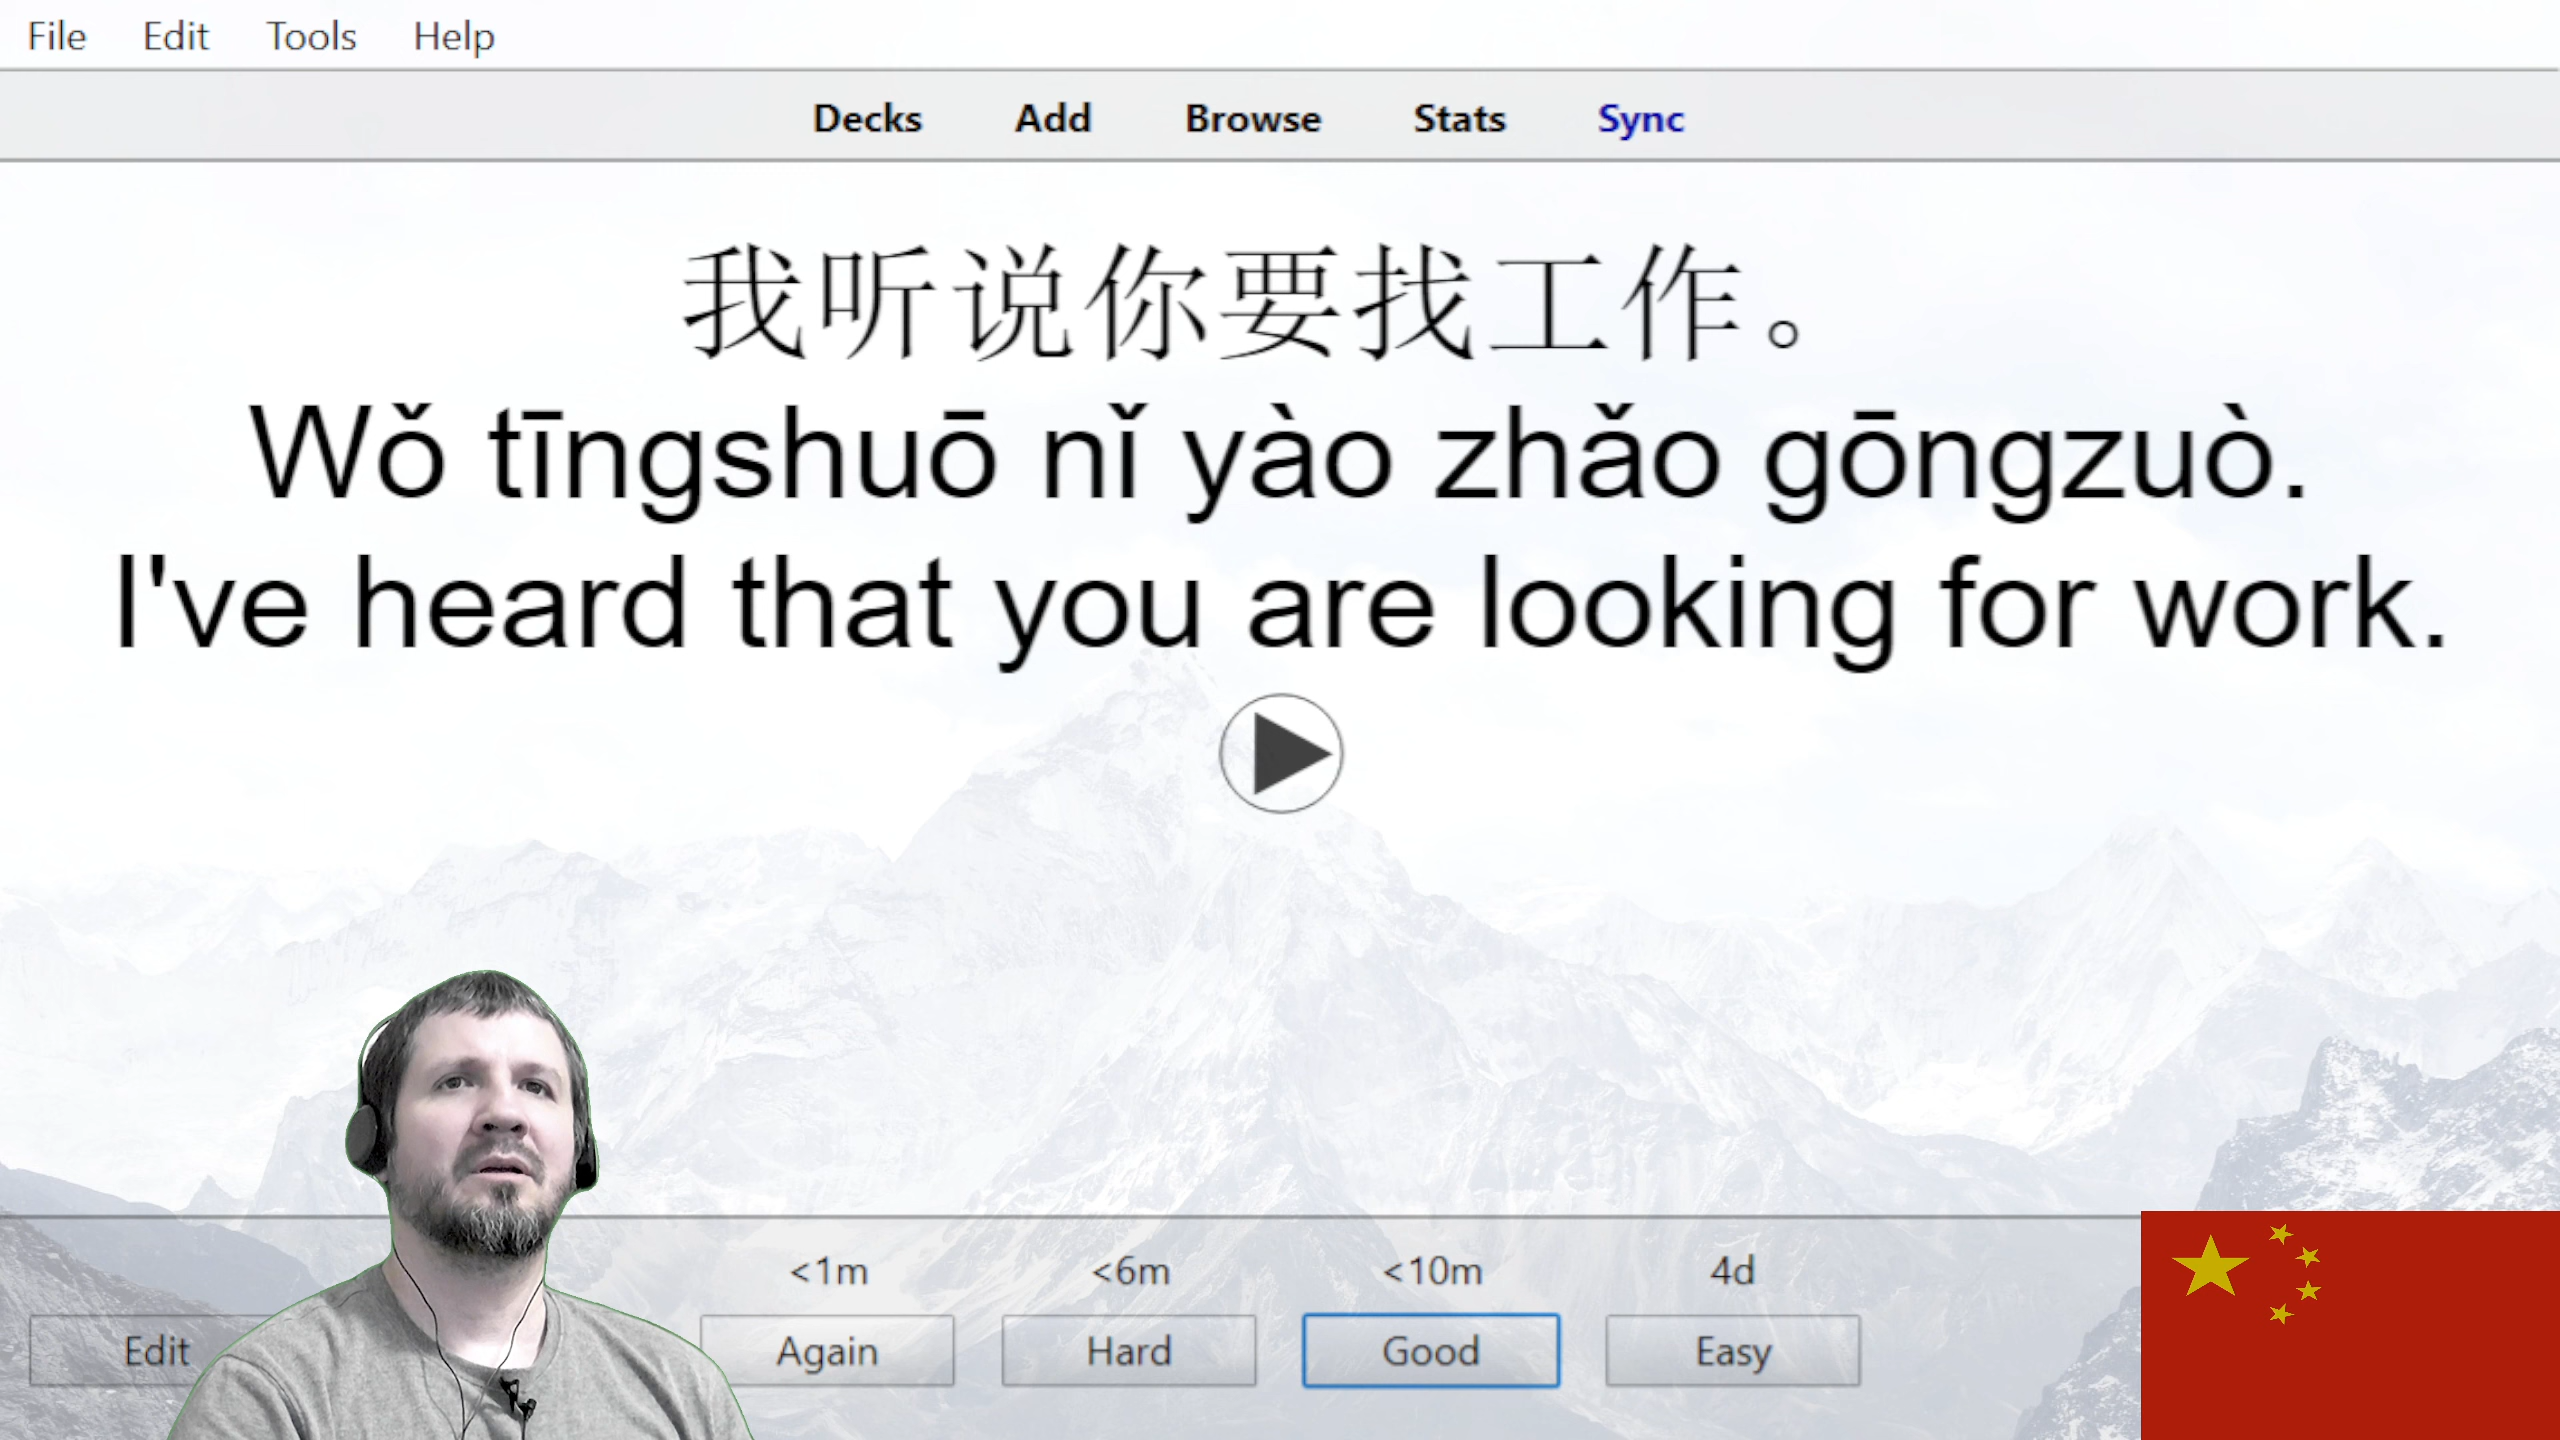 File Edit Tools Help
Decks Add Browse Stats Sync
我听说你要找工作。
Wǒ tīngshuō nǐ yào zhǎo gōngzuò.
I've heard that you are looking for work.
<1m <6m <10m 4d
Edit Again Hard Good Easy